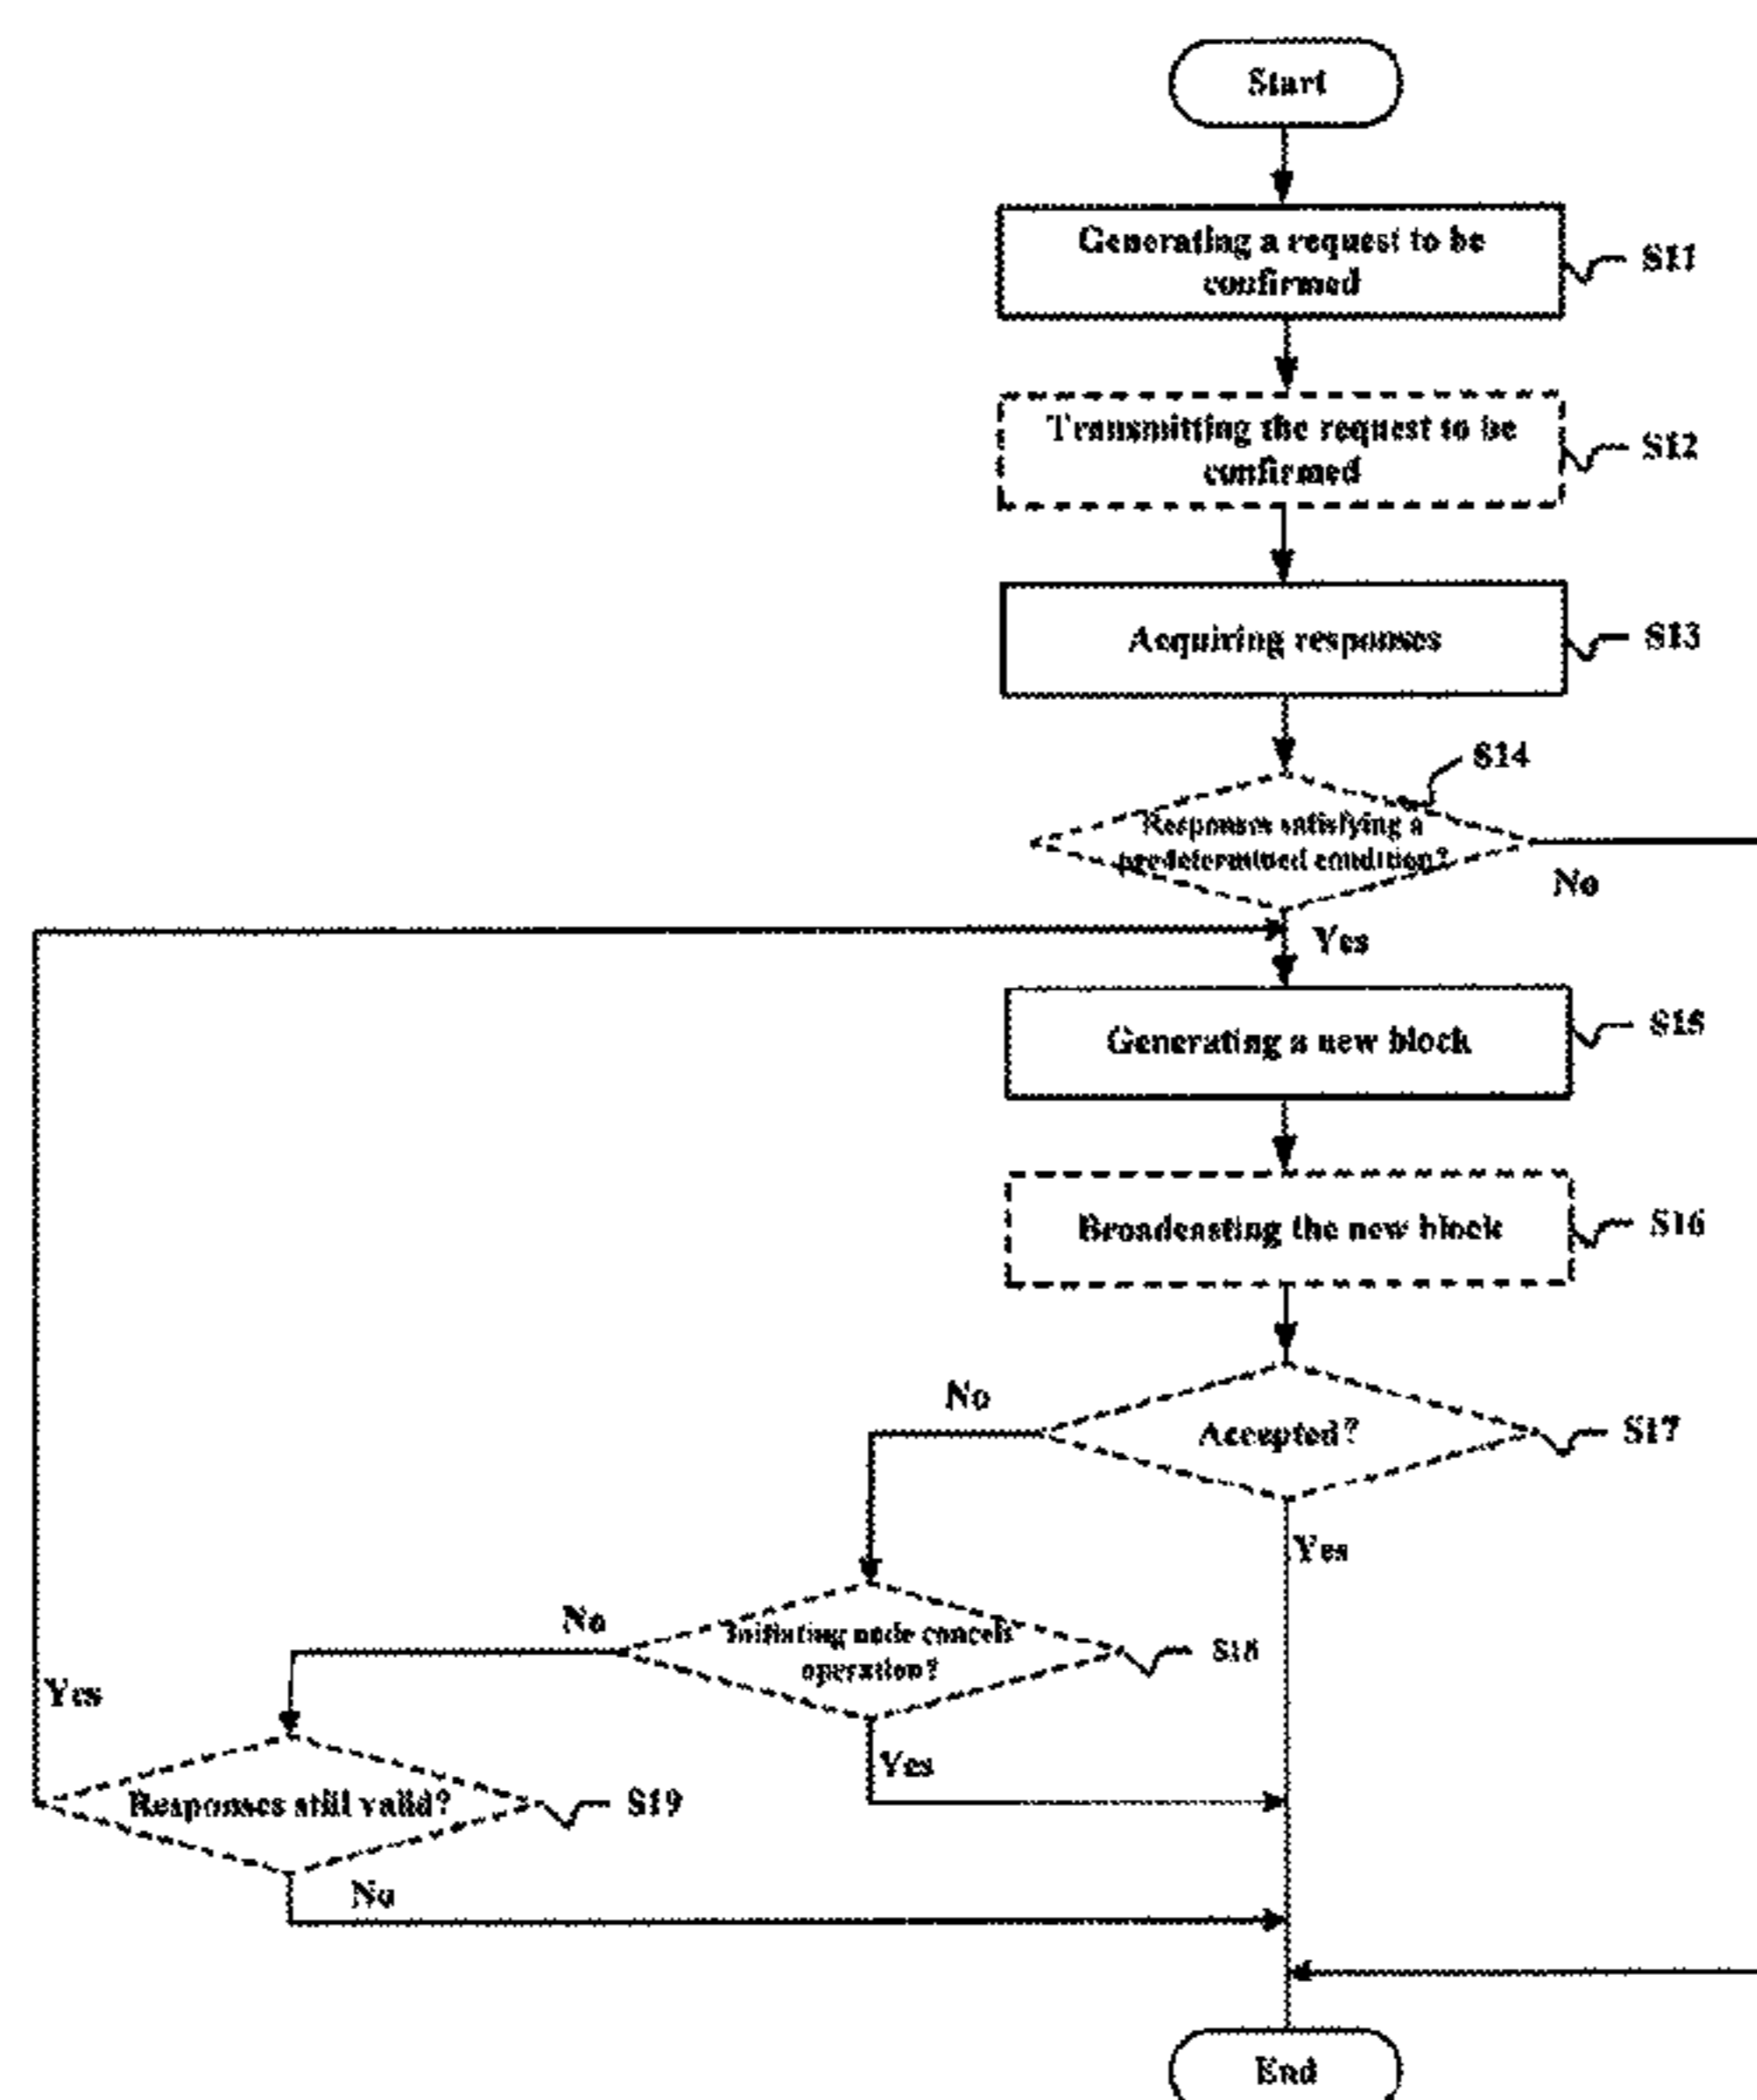 Start
Generating a request to be
confirmed
S11
Transmitting the request to be
confirmed
S12
Acquiring responses
S13
S14
Responses satisfying a
predetermined condition?
No
Yes
Generating a new block
S15
Broadcasting the new block
S16
No
Accepted?
S17
Yes
No
Initiating node cancels
operation?
S18
Yes
Yes
Responses still valid?
S19
No
End